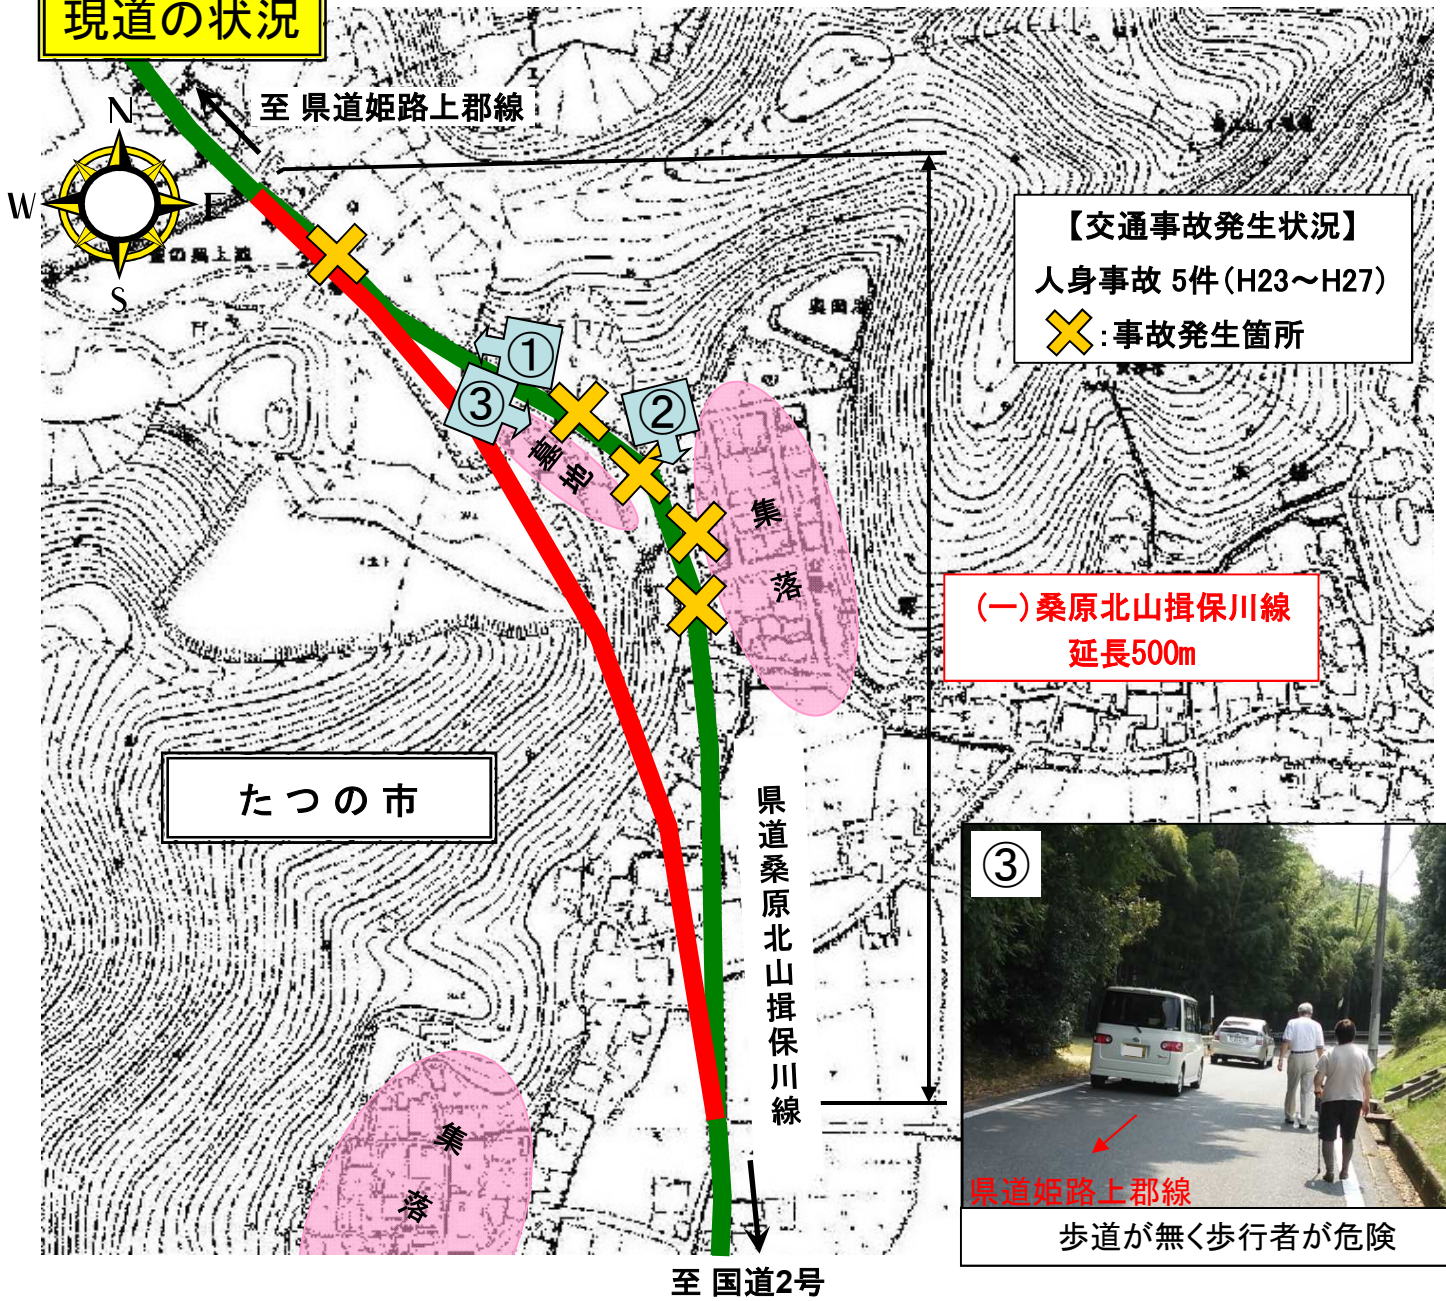 現道の状況
至 県道姫路上郡線
N
W
E
S
【交通事故発生状況】
人身事故 5件(H23～H27)
:事故発生箇所
①
③
②
墓地
集落
(一)桑原北山揖保川線
延長500m
たつの市
県道桑原北山揖保川線
集落
③
県道姫路上郡線
歩道が無く歩行者が危険
至 国道2号